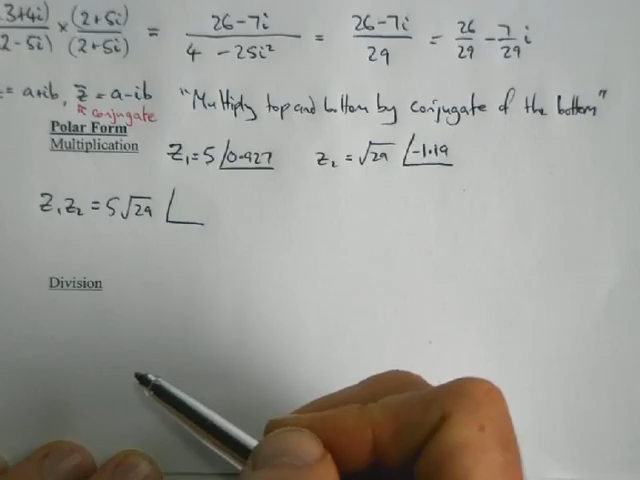 3+4i)/2-5i) × (2+5i)/(2+5i) = 26-7i/4-25i² = 26-7i/29 = 26/29 - 7/29 i
= a+ib, z̄ = a-ib "Multiply top and bottom by conjugate of the bottom"
conjugate
Polar Form
Multiplication Z₁ = 5 ∠0.927 z₂ = √29 ∠-1.19
Z₁Z₂ = 5√29 ∠
Division